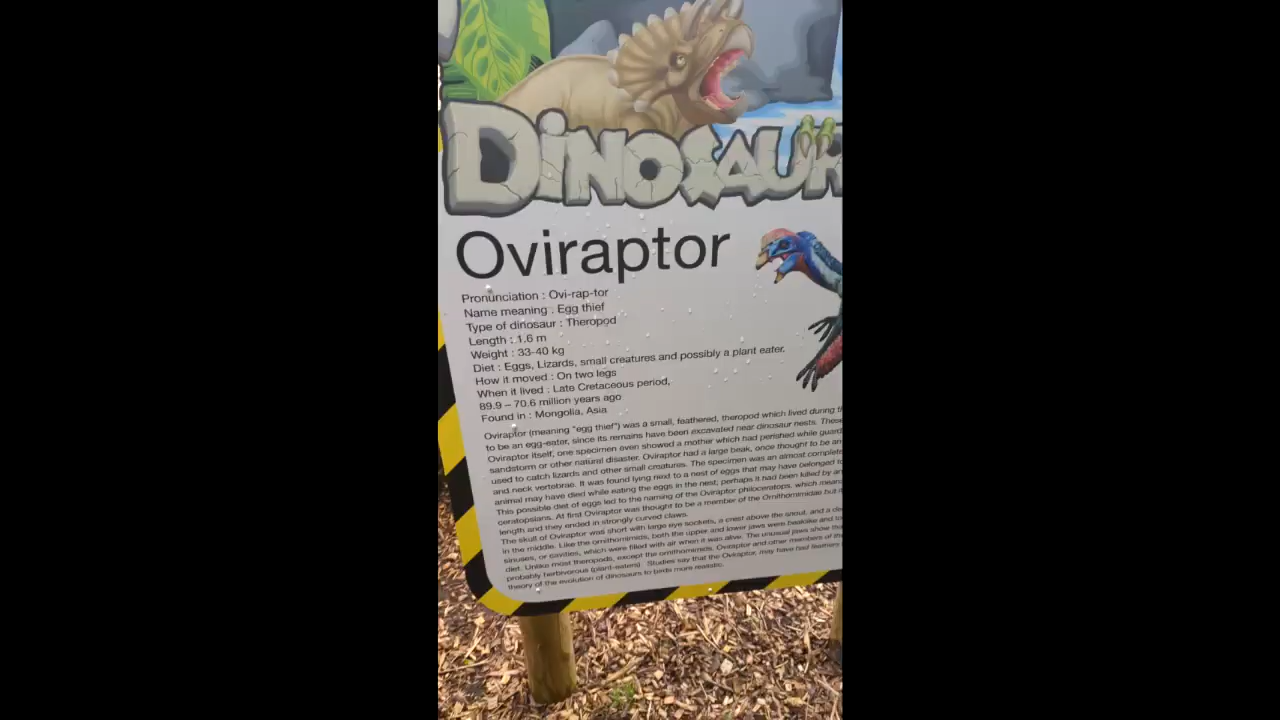 DINOSAUR
Oviraptor
Pronunciation : Ovi-rap-tor
Name meaning : Egg thief
Type of dinosaur : Theropod
Length : 1.6 m
Weight : 33-40 kg
Diet : Eggs, Lizards, small creatures and possibly a plant eater.
How it moved : On two legs
When it lived : Late Cretaceous period,
89.9 – 70.6 million years ago
Found in : Mongolia, Asia
Oviraptor (meaning "egg thief") was a small, feathered, theropod which lived during
to be an egg-eater, since its remains have been excavated near dinosaur nests. These
Oviraptor itself, one specimen even showed a mother which had perished while guard
sandstorm or other natural disaster. Oviraptor had a large beak, once thought to be an
used to catch lizards and other small creatures. The specimen was an almost complete
and neck vertebrae. It was found lying next to a nest of eggs that may have belonged to
animal may have died while eating the eggs in the nest; perhaps it had been killed by an
This possible diet of eggs led to the naming of the Oviraptor philoceratops, which means
ceratopsians. At first Oviraptor was thought to be a member of the Ornithomimidae but
length and they ended in strongly curved claws.
The skull of Oviraptor was short with large eye sockets, a crest above the snout, and a
in the middle. Like the ornithomimids, both the upper and lower jaws were beaklike and
sinuses, or cavities, which were filled with air when it was alive. The unusual jaws show
diet. Unlike most theropods, except the ornithomimids, Oviraptor and other members of
probably herbivorous (plant-eaters). Studies say that the Oviraptor, may have had feathers
theory of the evolution of dinosaurs to birds more realistic.